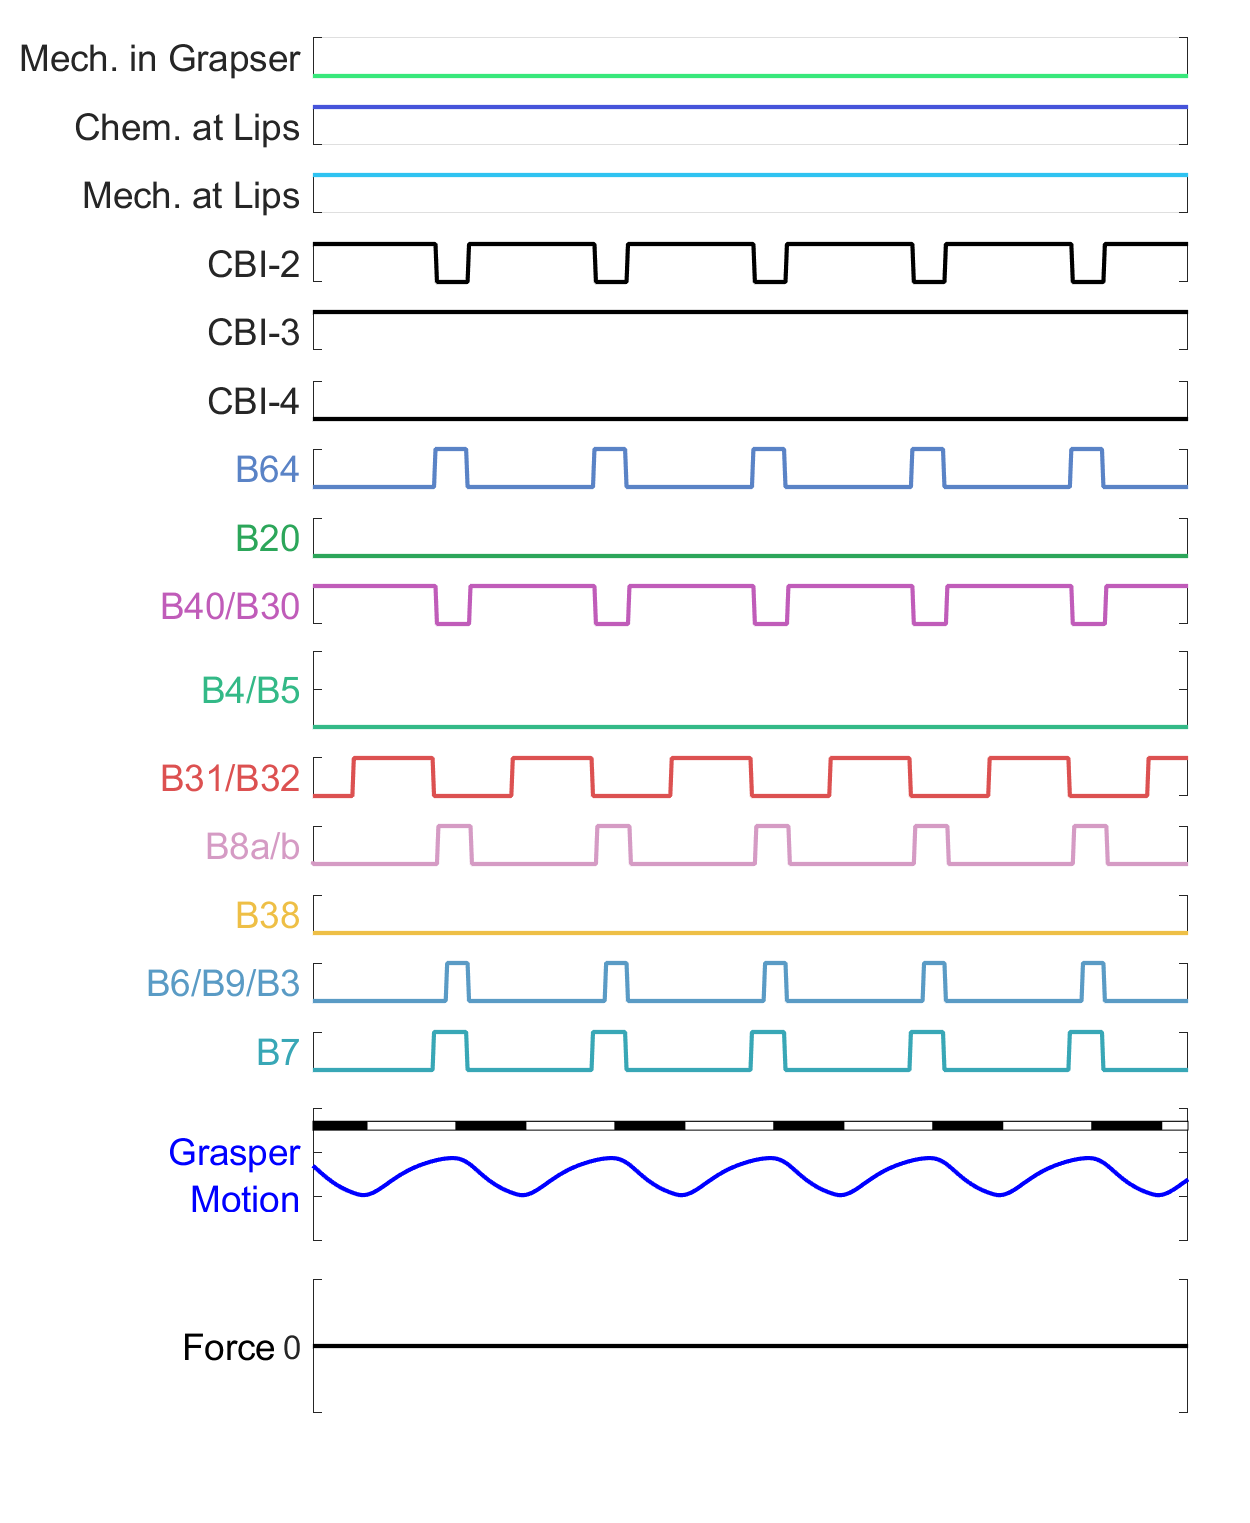 Mech. in Grapser
Chem. at Lips
Mech. at Lips
CBI-2
CBI-3
CBI-4
B64
B20
B40/B30
B4/B5
B31/B32
B8a/b
B38
B6/B9/B3
B7
Grasper
Motion
Force 0